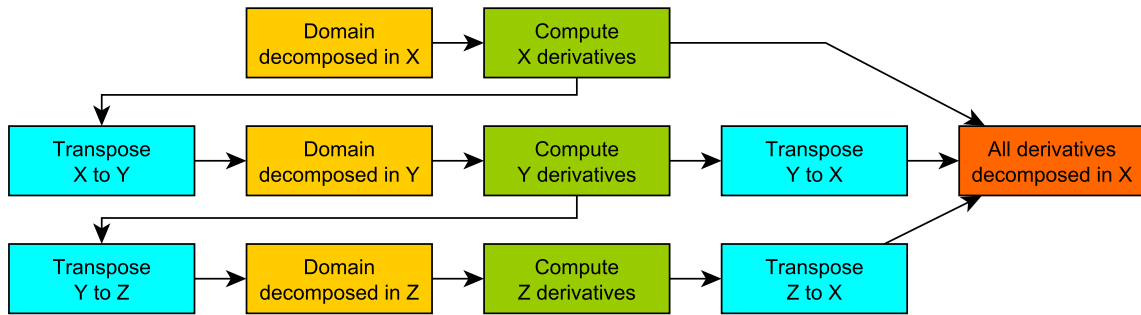 Domain
decomposed in X
Compute
X derivatives
Transpose
X to Y
Domain
decomposed in Y
Compute
Y derivatives
Transpose
Y to X
All derivatives
decomposed in X
Transpose
Y to Z
Domain
decomposed in Z
Compute
Z derivatives
Transpose
Z to X